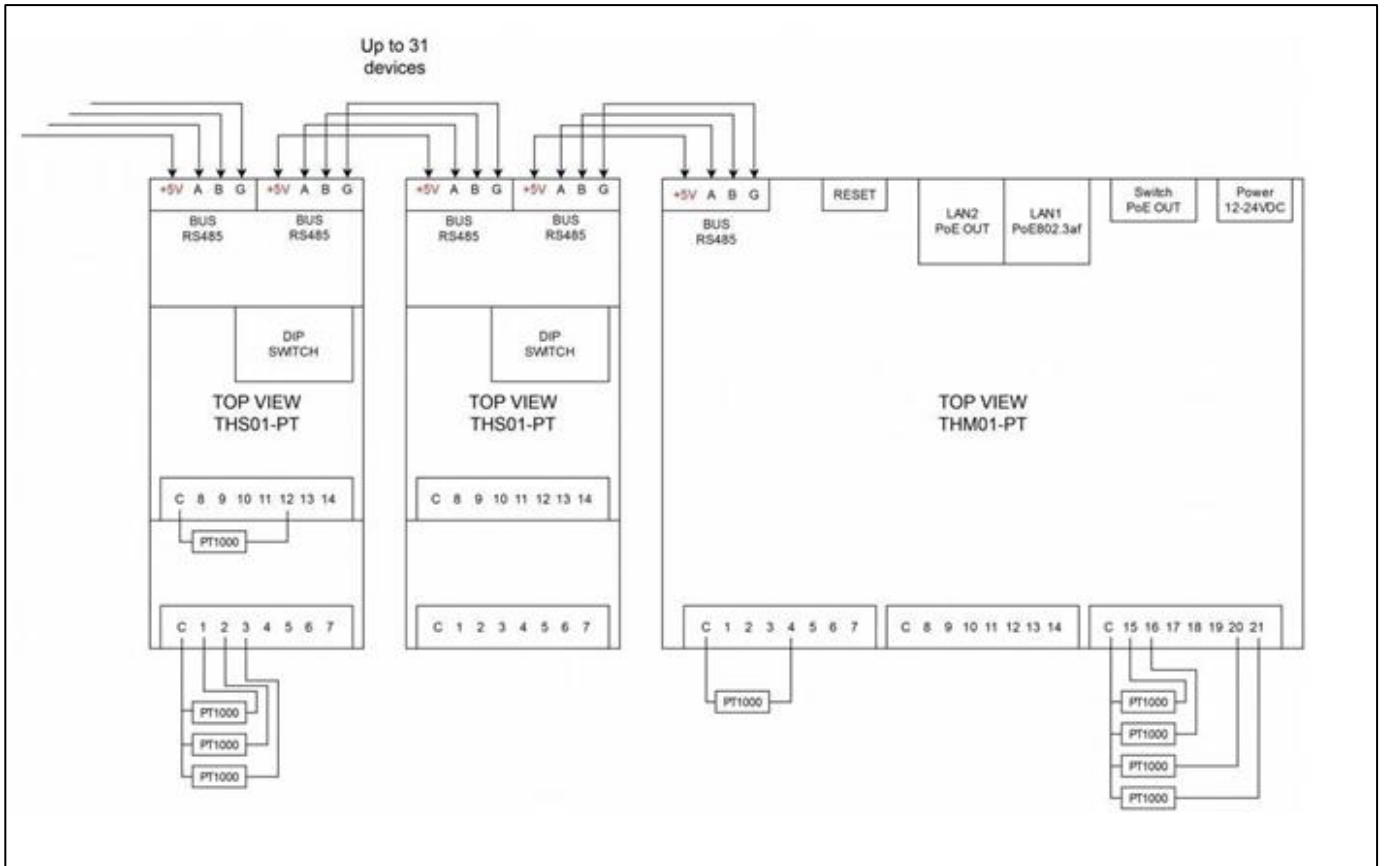 Up to 31
devices
+5V A B G +5V A B G
BUS
RS485
BUS
RS485
DIP
SWITCH
TOP VIEW
THS01-PT
C 8 9 10 11 12 13 14
PT1000
C 1 2 3 4 5 6 7
PT1000
PT1000
PT1000
+5V A B G +5V A B G
BUS
RS485
BUS
RS485
DIP
SWITCH
TOP VIEW
THS01-PT
C 8 9 10 11 12 13 14
C 1 2 3 4 5 6 7
+5V A B G
BUS
RS485
RESET
LAN2
PoE OUT
LAN1
PoE802.3af
Switch
PoE OUT
Power
12-24VDC
TOP VIEW
THM01-PT
C 1 2 3 4 5 6 7
PT1000
C 8 9 10 11 12 13 14
C 15 16 17 18 19 20 21
PT1000
PT1000
PT1000
PT1000